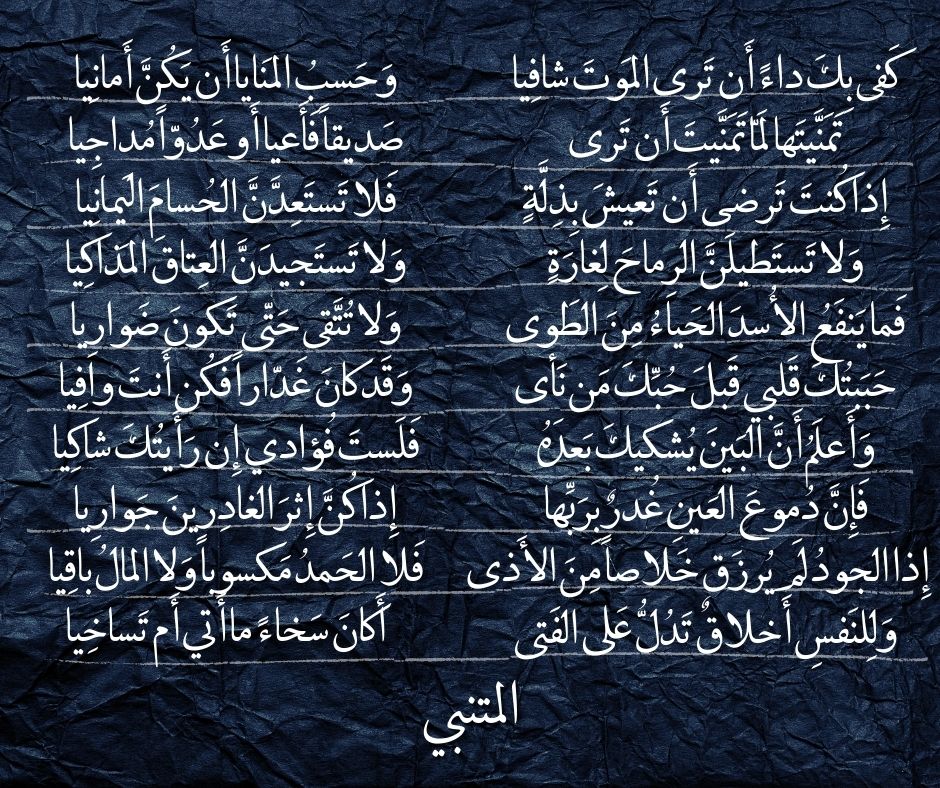 كَفى بِكَ داءً أَن تَرى المَوتَ شافِيا وَحَسبُ المَنايا أَن يَكُنَّ أَمانِيا
تَمَنَّيتَها لَمّا تَمَنَّيتَ أَن تَرى صَديقاً فَأَعيا أَو عَدُوّاً مُداجِيا
إِذا كُنتَ تَرضى أَن تَعيشَ بِذِلَّةٍ فَلا تَستَعِدَّنَّ الحُسامَ اليَمانِيا
وَلا تَستَطيلَنَّ الرِماحَ لِغارَةٍ وَلا تَستَجيدَنَّ العِتاقَ المَذاكِيا
فَما يَنفَعُ الأُسدَ الحَياءُ مِنَ الطَوى وَلا تُتَّقى حَتّى تَكونَ ضَوارِيا
حَبَبتُكَ قَلبي قَبلَ حُبِّكَ مَن نَأى وَقَد كانَ غَدّاراً فَكُن أَنتَ وافِيا
وَأَعلَمُ أَنَّ البَينَ يُشكيكَ بَعدَهُ فَلَستَ فُؤادي إِن رَأَيتُكَ شاكِيا
فَإِنَّ دُموعَ العَينِ غُدرٌ بِرَبِّها إِذا كُنَّ إِثرَ الغادِرينَ جَوارِيا
إِذا الجودُ لَم يُرزَق خَلاصاً مِنَ الأَذى فَلا الحَمدُ مَكسوباً وَلا المالُ باقِيا
وَلِلنَفسِ أَخلاقٌ تَدُلُّ عَلى الفَتى أَكانَ سَخاءً ما أَتى أَم تَساخِيا
المتنبي